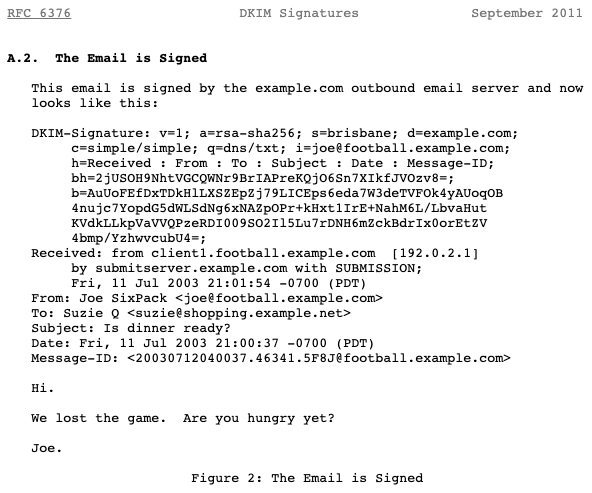 RFC 6376 DKIM Signatures September 2011
A.2. The Email is Signed
This email is signed by the example.com outbound email server and now
looks like this:
DKIM-Signature: v=1; a=rsa-sha256; s=brisbane; d=example.com;
c=simple/simple; q=dns/txt; i=joe@football.example.com;
h=Received : From : To : Subject : Date : Message-ID;
bh=2jUSOH9NhtVGCQWNr9BrIAPreKQjO6Sn7XIkfJVOzv8=;
b=AuUoFEfDxTDkHlLXSZEpZj79LICEps6eda7W3deTVFOk4yAUoqOB
4nujc7YopdG5dWLSdNg6xNAZpOPr+kHxt1IrE+NahM6L/LbvaHut
KVdkLLkpVaVVQPzeRDI009SO2Il5Lu7rDNH6mZckBdrIx0orEtZV
4bmp/YzhwvcubU4=;
Received: from client1.football.example.com [192.0.2.1]
by submitserver.example.com with SUBMISSION;
Fri, 11 Jul 2003 21:01:54 -0700 (PDT)
From: Joe SixPack <joe@football.example.com>
To: Suzie Q <suzie@shopping.example.net>
Subject: Is dinner ready?
Date: Fri, 11 Jul 2003 21:00:37 -0700 (PDT)
Message-ID: <20030712040037.46341.5F8J@football.example.com>
Hi.
We lost the game. Are you hungry yet?
Joe.
Figure 2: The Email is Signed